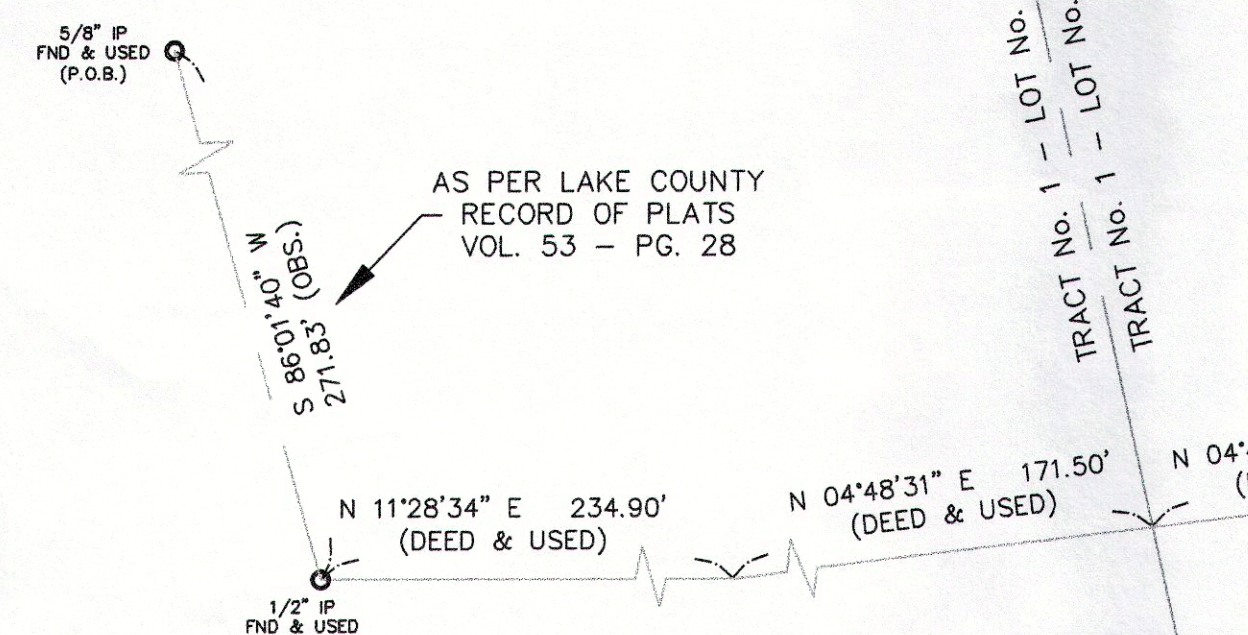 5/8" IP
FND & USED
(P.O.B.)
AS PER LAKE COUNTY
RECORD OF PLATS
VOL. 53 - PG. 28
S 86°01'40" W
271.83' (OBS.)
TRACT No. 1 - LOT No.
TRACT No. 1 - LOT No.
N 11°28'34" E 234.90'
(DEED & USED)
N 04°48'31" E 171.50'
(DEED & USED)
N 04°
1/2" IP
FND & USED